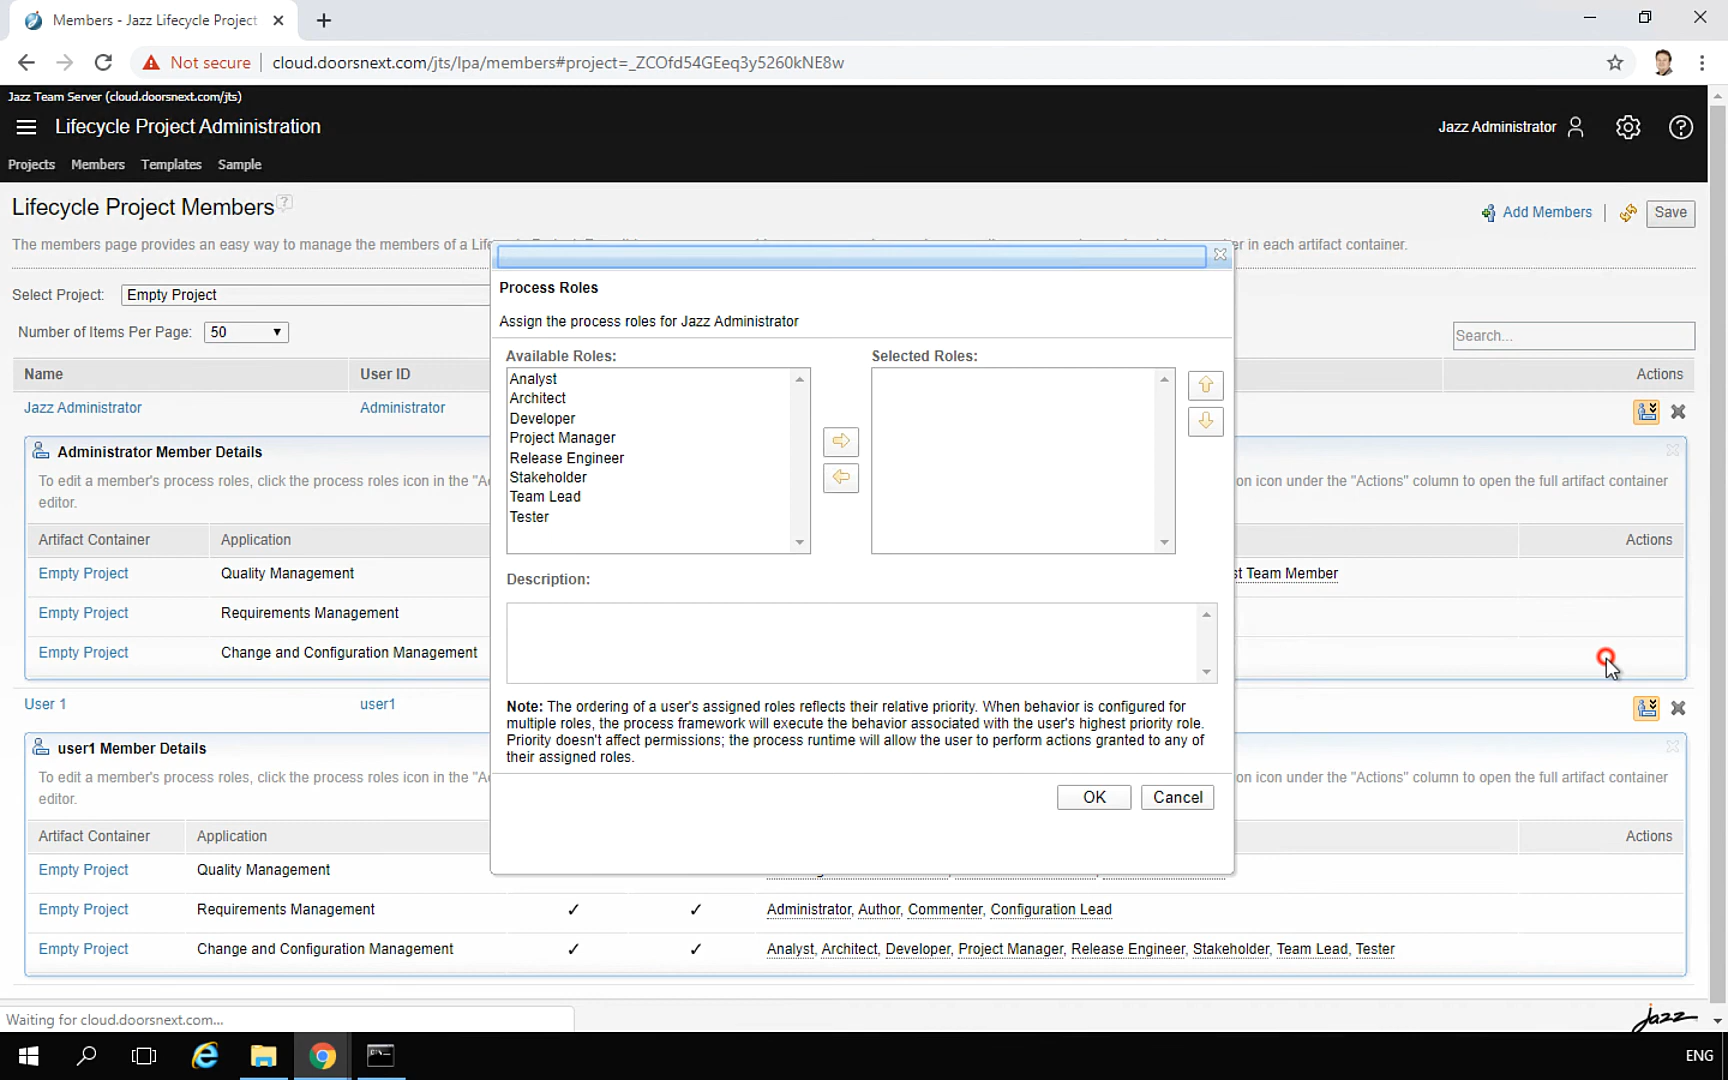 Members - Jazz Lifecycle Project
Not secure
cloud.doorsnext.com/jts/lpa/members#project=_ZCOfd54GEeq3y5260kNE8w
Jazz Team Server (cloud.doorsnext.com/jts)
Lifecycle Project Administration
Jazz Administrator
Projects Members Templates Sample
Lifecycle Project Members
Add Members
Save
The members page provides an easy way to manage the members of a
er in each artifact container.
Select Project: Empty Project
Number of Items Per Page: 50
Search...
Name User ID Actions
Jazz Administrator Administrator
Administrator Member Details
To edit a member's process roles, click the process roles icon in the "Ac
on icon under the "Actions" column to open the full artifact container
editor.
Artifact Container Application Actions
Empty Project Quality Management st Team Member
Empty Project Requirements Management
Empty Project Change and Configuration Management
User 1 user1
user1 Member Details
To edit a member's process roles, click the process roles icon in the "Ac
on icon under the "Actions" column to open the full artifact container
editor.
Artifact Container Application Actions
Empty Project Quality Management
Empty Project Requirements Management ✓ ✓ Administrator, Author, Commenter, Configuration Lead
Empty Project Change and Configuration Management ✓ ✓ Analyst, Architect, Developer, Project Manager, Release Engineer, Stakeholder, Team Lead, Tester
Process Roles
Assign the process roles for Jazz Administrator
Available Roles: Selected Roles:
Analyst
Architect
Developer
Project Manager
Release Engineer
Stakeholder
Team Lead
Tester
Description:
Note: The ordering of a user's assigned roles reflects their relative priority. When behavior is configured for
multiple roles, the process framework will execute the behavior associated with the user's highest priority role.
Priority doesn't affect permissions; the process runtime will allow the user to perform actions granted to any of
their assigned roles.
OK Cancel
Waiting for cloud.doorsnext.com...
jazz
ENG